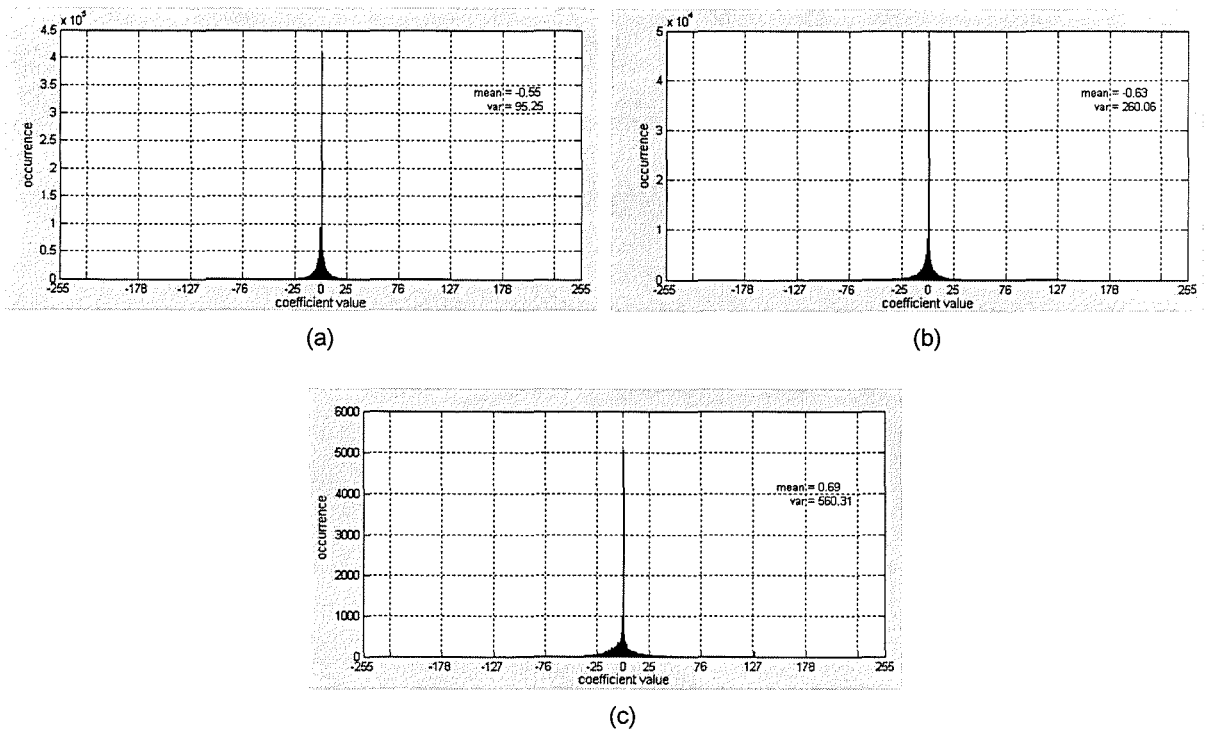 x 10^5
4.5
4
3.5
3
2.5
2
1.5
1
0.5
0
occurrence
mean = -0.55
var = 95.25
-255 -178 -127 -76 -25 0 25 76 127 178 255
coefficient value
(a)
x 10^4
5
4
3
2
1
0
occurrence
mean = -0.63
var = 260.06
-255 -178 -127 -76 -25 0 25 76 127 178 255
coefficient value
(b)
6000
5000
4000
3000
2000
1000
0
occurrence
mean = 0.69
var = 560.31
-255 -178 -127 -76 -25 0 25 76 127 178 255
coefficient value
(c)